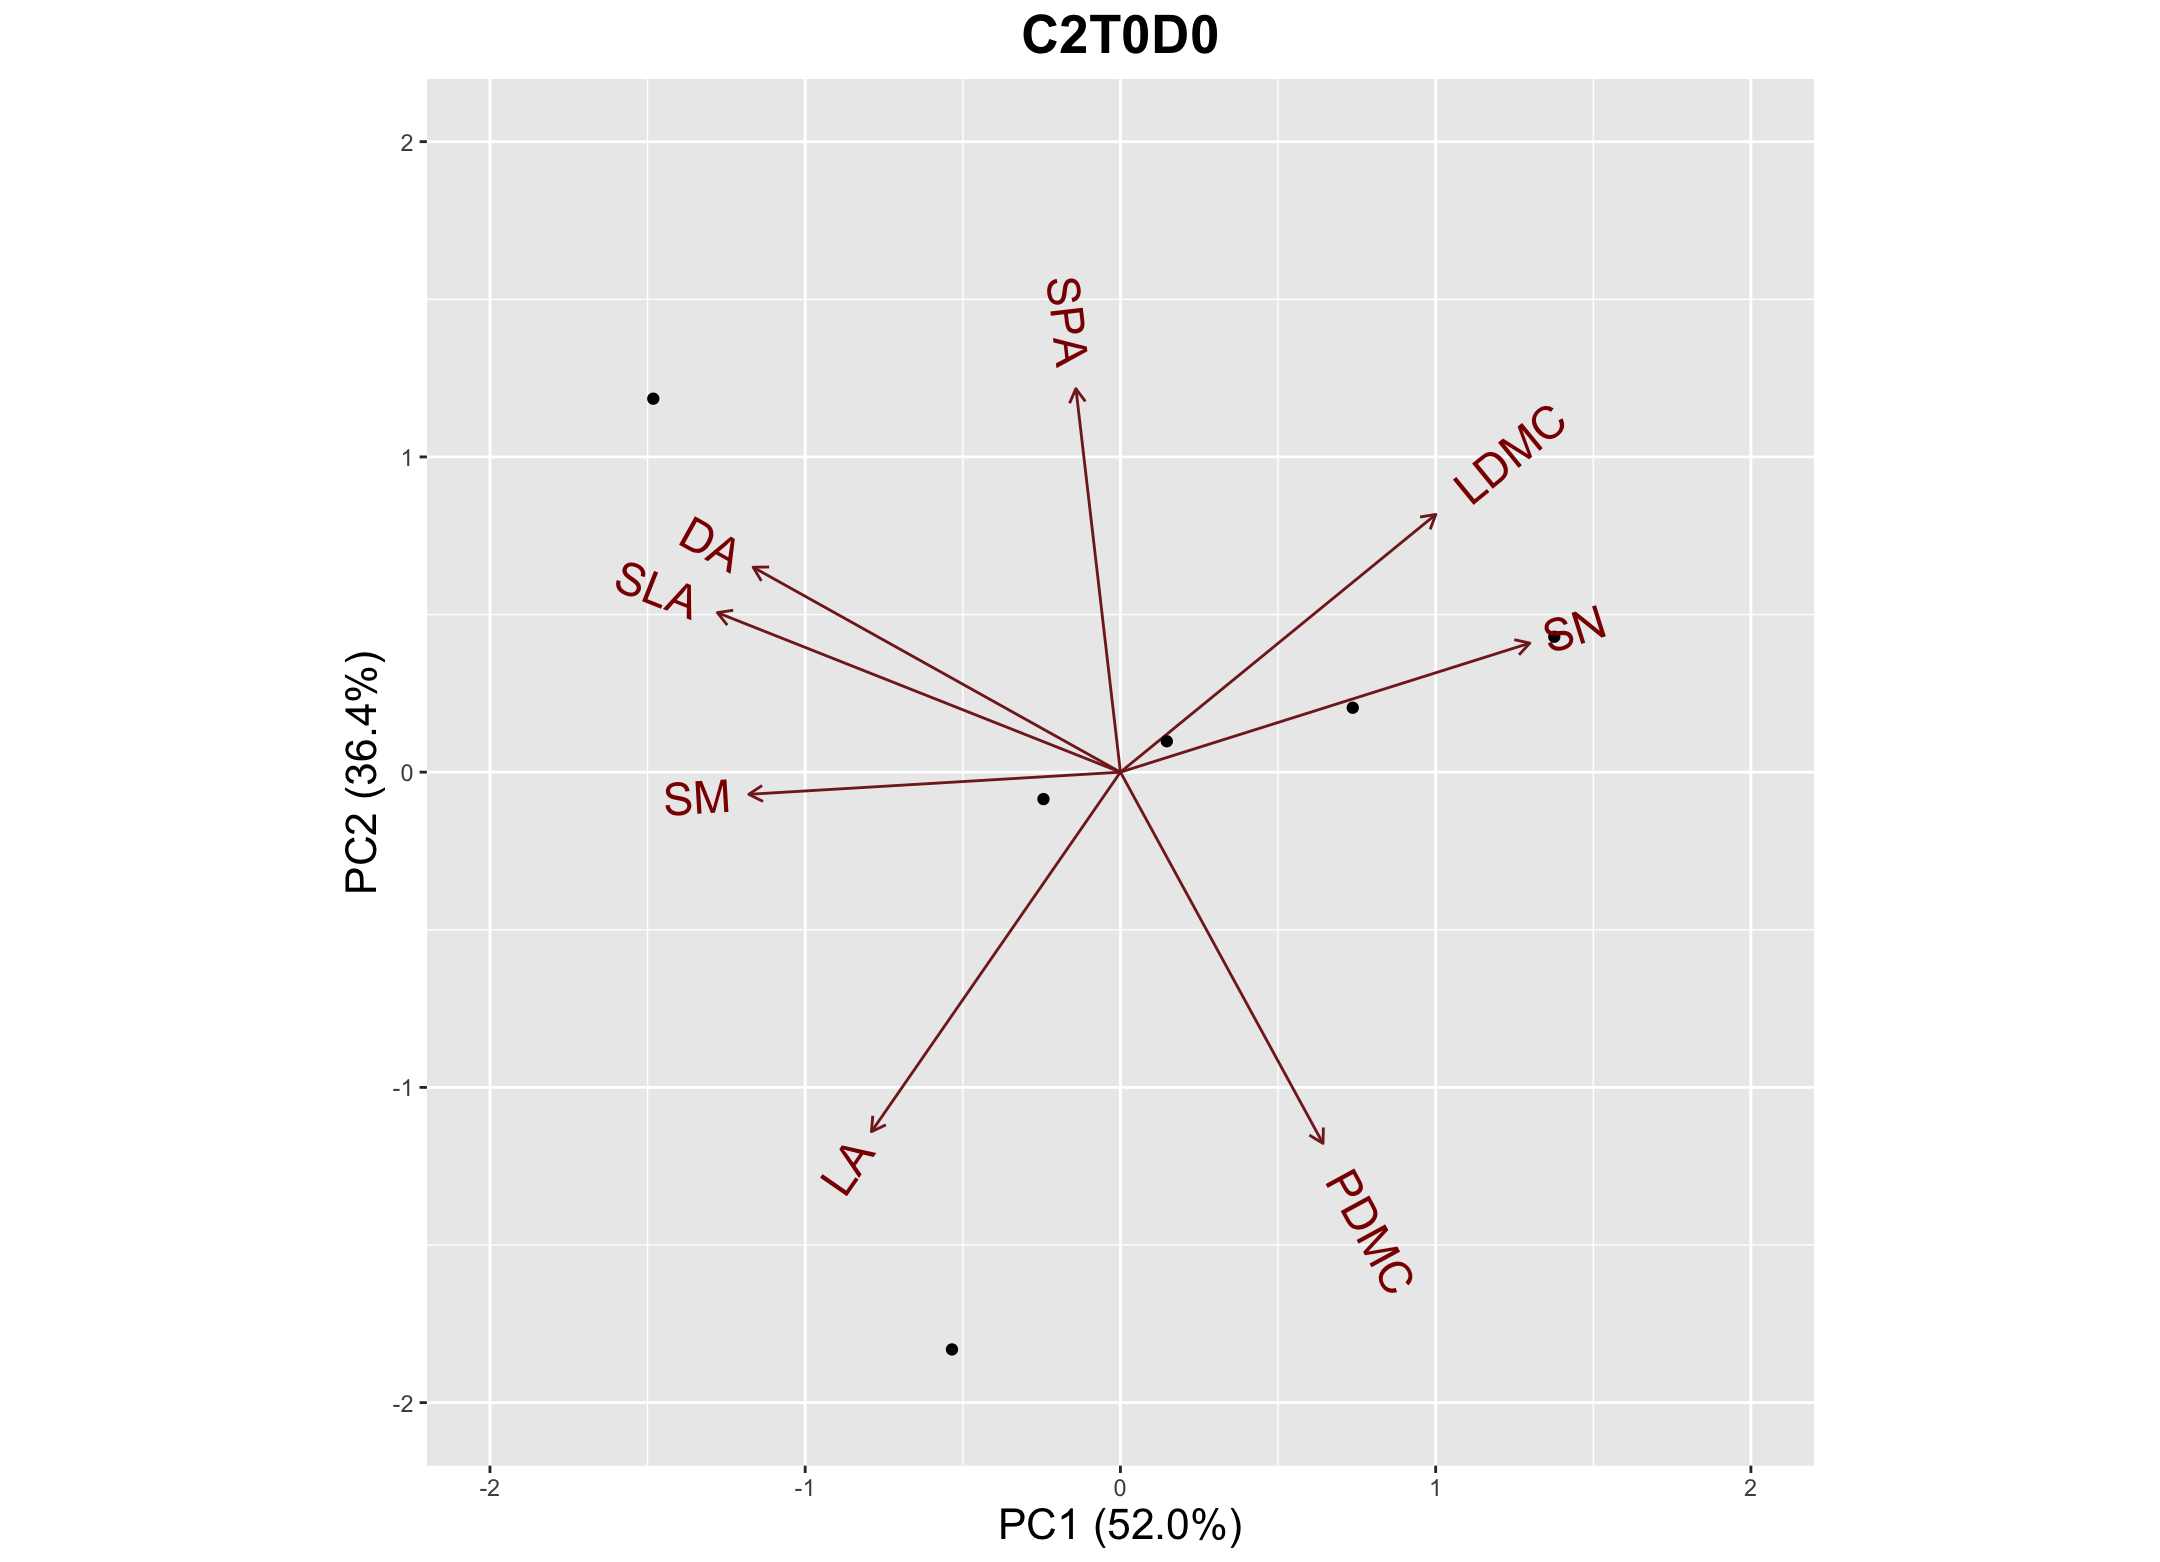 C2T0D0
2
1
0
-1
-2
PC2 (36.4%)
SPA
LDMC
DA
SLA
SN
SM
LA
PDMC
-2
-1
0
1
2
PC1 (52.0%)